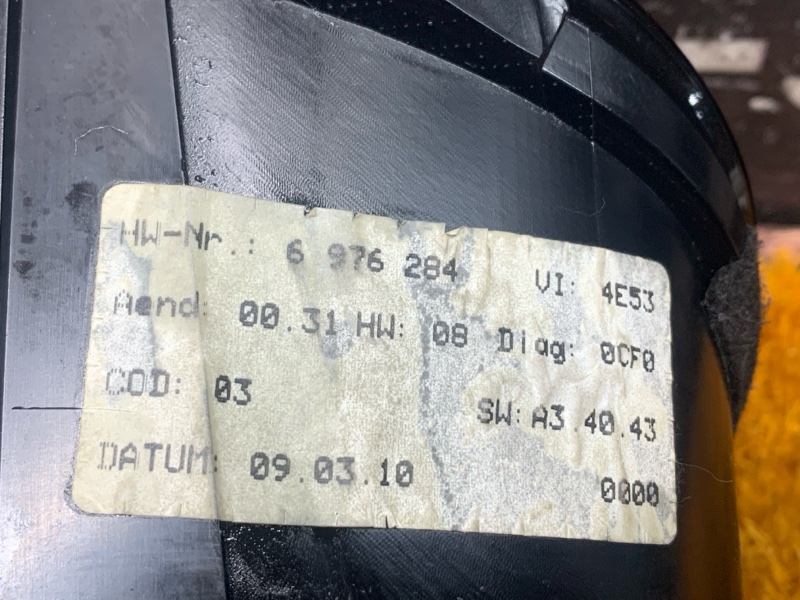 HW-Nr.: 6 976 284 VI: 4E53
Aend: 00.31 HW: 08 Diag: 0CF0
COD: 03 SW: A3.40.43
DATUM: 09.03.10 0000